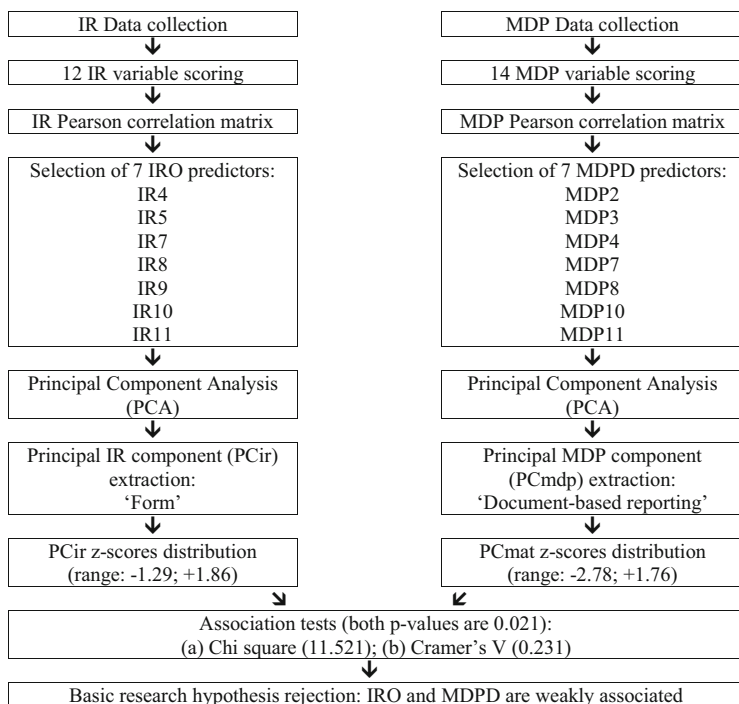 IR Data collection
12 IR variable scoring
IR Pearson correlation matrix
Selection of 7 IRO predictors:
IR4
IR5
IR7
IR8
IR9
IR10
IR11
Principal Component Analysis
(PCA)
Principal IR component (PCir)
extraction:
‘Form’
PCir z-scores distribution
(range: -1.29; +1.86)
MDP Data collection
14 MDP variable scoring
MDP Pearson correlation matrix
Selection of 7 MDPD predictors:
MDP2
MDP3
MDP4
MDP7
MDP8
MDP10
MDP11
Principal Component Analysis
(PCA)
Principal MDP component
(PCmdp) extraction:
‘Document-based reporting’
PCmat z-scores distribution
(range: -2.78; +1.76)
Association tests (both p-values are 0.021):
(a) Chi square (11.521); (b) Cramer’s V (0.231)
Basic research hypothesis rejection: IRO and MDPD are weakly associated